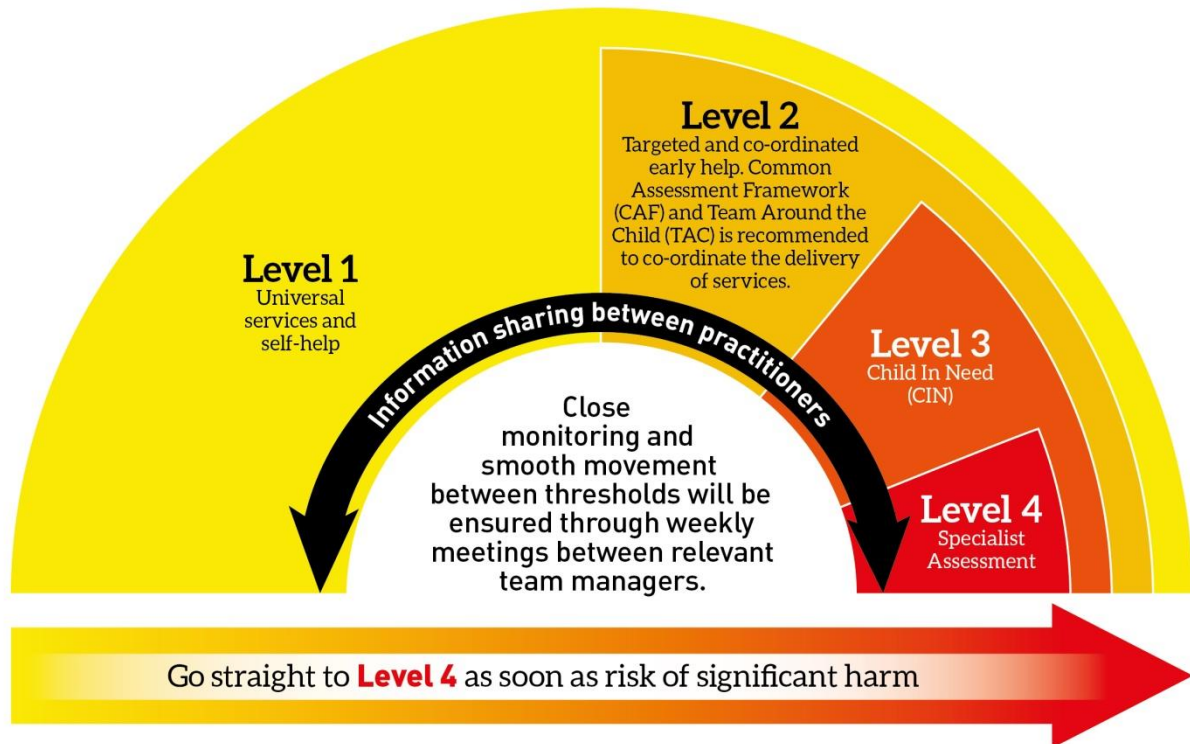 Level 1
Universal
services and
self-help
Level 2
Targeted and co-ordinated
early help. Common
Assessment Framework
(CAF) and Team Around the
Child (TAC) is recommended
to co-ordinate the delivery
of services.
Level 3
Child In Need
(CIN)
Level 4
Specialist
Assessment
Information sharing between practitioners
Close
monitoring and
smooth movement
between thresholds will be
ensured through weekly
meetings between relevant
team managers.
Go straight to Level 4 as soon as risk of significant harm